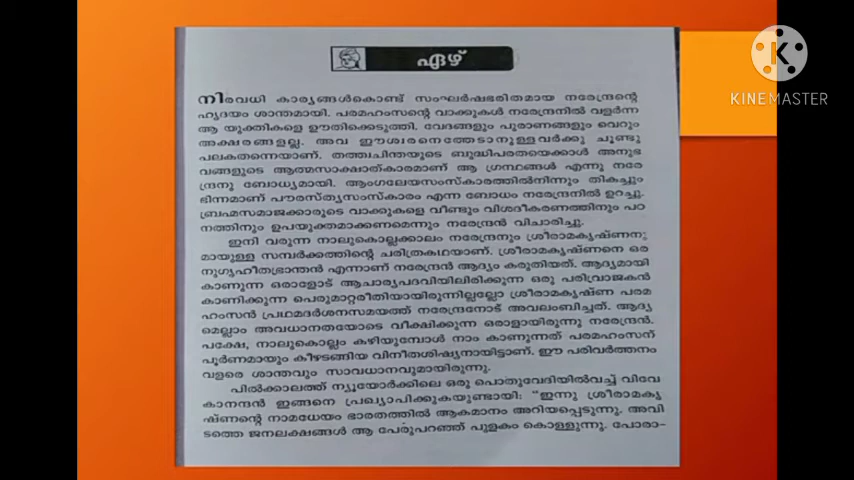 ഏഴ്
KINEMASTER
നിരവധി കാര്യങ്ങൾകൊണ്ട് സംഘർഷഭരിതമായ നരേന്ദ്രന്റെ
ഹൃദയം ശാന്തമായി. പരമഹംസന്റെ വാക്കുകൾ നരേന്ദ്രനിൽ വളർന്ന
ആ യുക്തികളെ ഊതിക്കെടുത്തി. വേദങ്ങളും പുരാണങ്ങളും വെറും
അക്ഷരങ്ങളല്ല. അവ ഈശ്വരനെത്തേടാനുള്ളവർക്കു ചൂണ്ടു
പലകതന്നെയാണ്. തത്ത്വചിന്തയുടെ ബുദ്ധിപരതയെക്കാൾ അനുഭ
വങ്ങളുടെ ആത്മസാക്ഷാത്കാരമാണ് ആ ഗ്രന്ഥങ്ങൾ എന്നു നരേ
ന്ദ്രനു ബോധ്യമായി. ആംഗലേയസംസ്കാരത്തിൽനിന്നും തികച്ചും
ഭിന്നമാണ് പൗരസ്ത്യസംസ്കാരം എന്ന ബോധം നരേന്ദ്രനിൽ ഉറച്ചു.
ബ്രഹ്മസമാജക്കാരുടെ വാക്കുകളെ വീണ്ടും വിശദീകരണത്തിനും പഠ
നത്തിനും ഉപയുക്തമാക്കണമെന്നും നരേന്ദ്രൻ വിചാരിച്ചു.
ഇനി വരുന്ന നാലുകൊല്ലക്കാലം നരേന്ദ്രനും ശ്രീരാമകൃഷ്ണനു
മായുള്ള സമ്പർക്കത്തിന്റെ ചരിത്രകഥയാണ്. ശ്രീരാമകൃഷ്ണനെ ഒര
നുഗൃഹീതഭ്രാന്തൻ എന്നാണ് നരേന്ദ്രൻ ആദ്യം കരുതിയത്. ആദ്യമായി
കാണുന്ന ഒരാളോട് ആചാര്യപദവിയിലിരിക്കുന്ന ഒരു പരിവ്രാജകൻ
കാണിക്കുന്ന പെരുമാറ്റരീതിയായിരുന്നില്ലല്ലോ ശ്രീരാമകൃഷ്ണ പരമ
ഹംസൻ പ്രഥമദർശനസമയത്ത് നരേന്ദ്രനോട് അവലംബിച്ചത്. ആദ്യ
മെല്ലാം അവധാനതയോടെ വീക്ഷിക്കുന്ന ഒരാളായിരുന്നു നരേന്ദ്രൻ.
പക്ഷേ, നാലുകൊല്ലം കഴിയുമ്പോൾ നാം കാണുന്നത് പരമഹംസന്
പൂർണമായും കീഴടങ്ങിയ വിനീതശിഷ്യനായിട്ടാണ്. ഈ പരിവർത്തനം
വളരെ ശാന്തവും സാവധാനവുമായിരുന്നു.
പിൽക്കാലത്ത് ന്യൂയോർക്കിലെ ഒരു പൊതുവേദിയിൽവച്ച് വിവേ
കാനന്ദൻ ഇങ്ങനെ പ്രഖ്യാപിക്കുകയുണ്ടായി: "ഇന്നു ശ്രീരാമകൃ
ഷ്ണന്റെ നാമധേയം ഭാരതത്തിൽ ആകമാനം അറിയപ്പെടുന്നു. അവി
ടത്തെ ജനലക്ഷങ്ങൾ ആ പേരുപറഞ്ഞ് പുളകം കൊള്ളുന്നു. പോരാ-